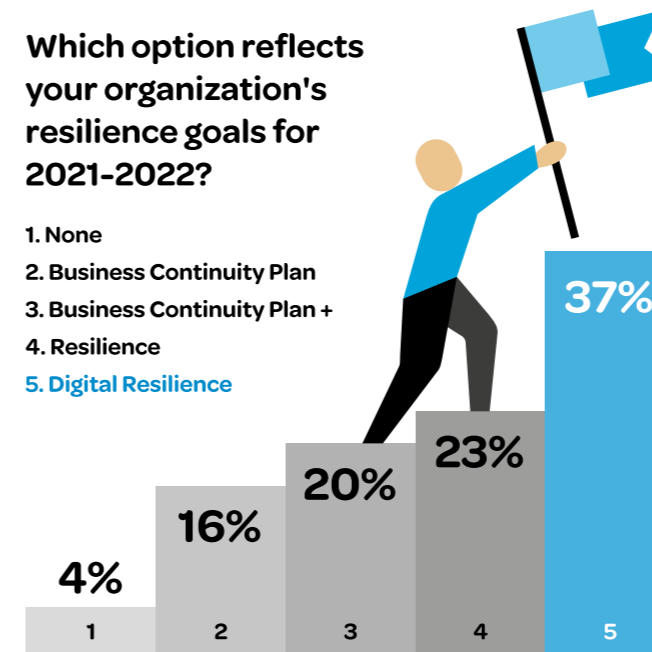 Which option reflects
your organization's
resilience goals for
2021-2022?
1. None
2. Business Continuity Plan
3. Business Continuity Plan +
4. Resilience
5. Digital Resilience
4%
16%
20%
23%
37%
1
2
3
4
5